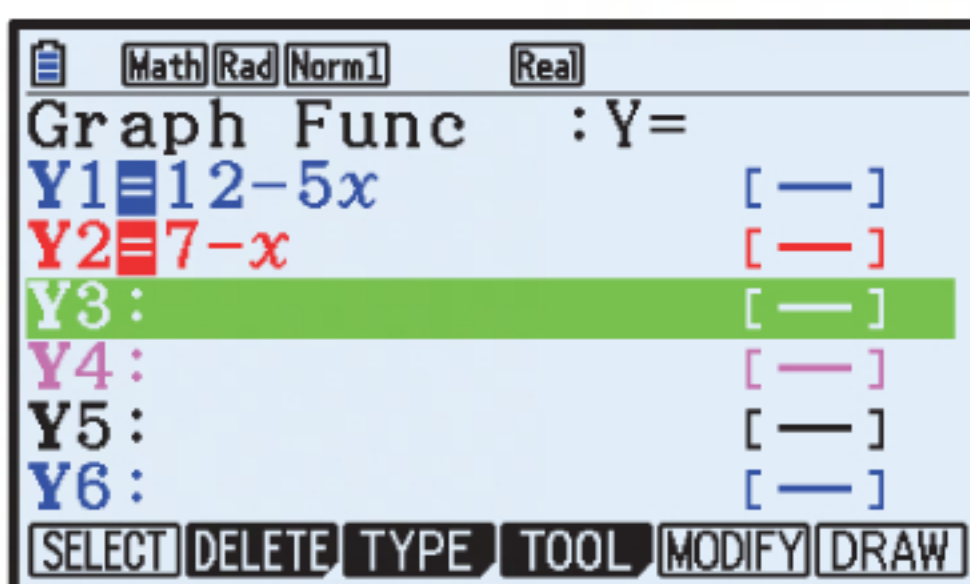 Math Rad Norm1 Real
Graph Func :Y=
Y1=12−5x [—]
Y2=7−x [—]
Y3: [—]
Y4: [—]
Y5: [—]
Y6: [—]
SELECT DELETE TYPE TOOL MODIFY DRAW